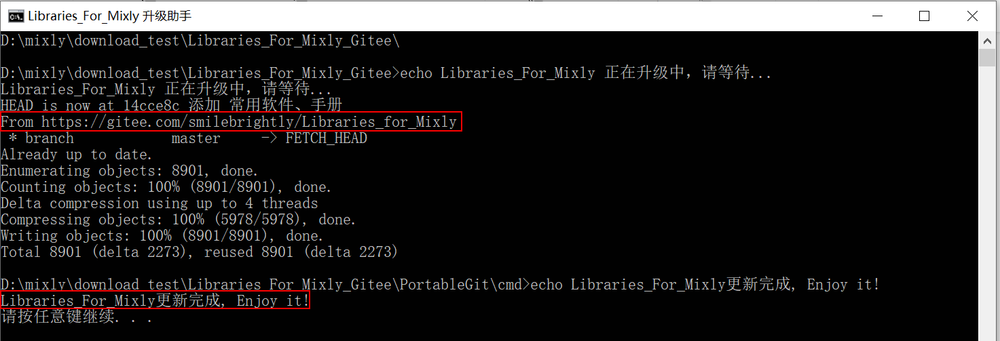 Libraries_For_Mixly 升级助手
D:\mixly\download_test\Libraries_For_Mixly_Gitee\
D:\mixly\download_test\Libraries_For_Mixly_Gitee>echo Libraries_For_Mixly 正在升级中，请等待...
Libraries_For_Mixly 正在升级中，请等待...
HEAD is now at 14cce8c 添加 常用软件、手册
From https://gitee.com/smilebrightly/Libraries_for_Mixly
 * branch            master     -> FETCH_HEAD
Already up to date.
Enumerating objects: 8901, done.
Counting objects: 100% (8901/8901), done.
Delta compression using up to 4 threads
Compressing objects: 100% (5978/5978), done.
Writing objects: 100% (8901/8901), done.
Total 8901 (delta 2273), reused 8901 (delta 2273)
D:\mixly\download_test\Libraries_For_Mixly_Gitee\PortableGit\cmd>echo Libraries_For_Mixly更新完成, Enjoy it!
Libraries_For_Mixly更新完成, Enjoy it!
请按任意键继续. . .